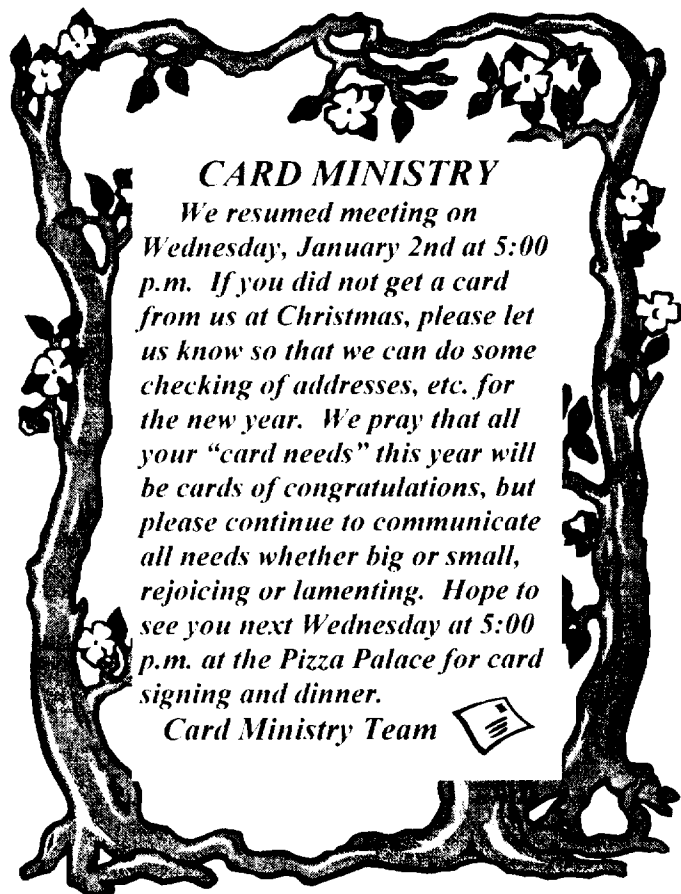 CARD MINISTRY
We resumed meeting on
Wednesday, January 2nd at 5:00
p.m. If you did not get a card
from us at Christmas, please let
us know so that we can do some
checking of addresses, etc. for
the new year. We pray that all
your “card needs” this year will
be cards of congratulations, but
please continue to communicate
all needs whether big or small,
rejoicing or lamenting. Hope to
see you next Wednesday at 5:00
p.m. at the Pizza Palace for card
signing and dinner.
Card Ministry Team